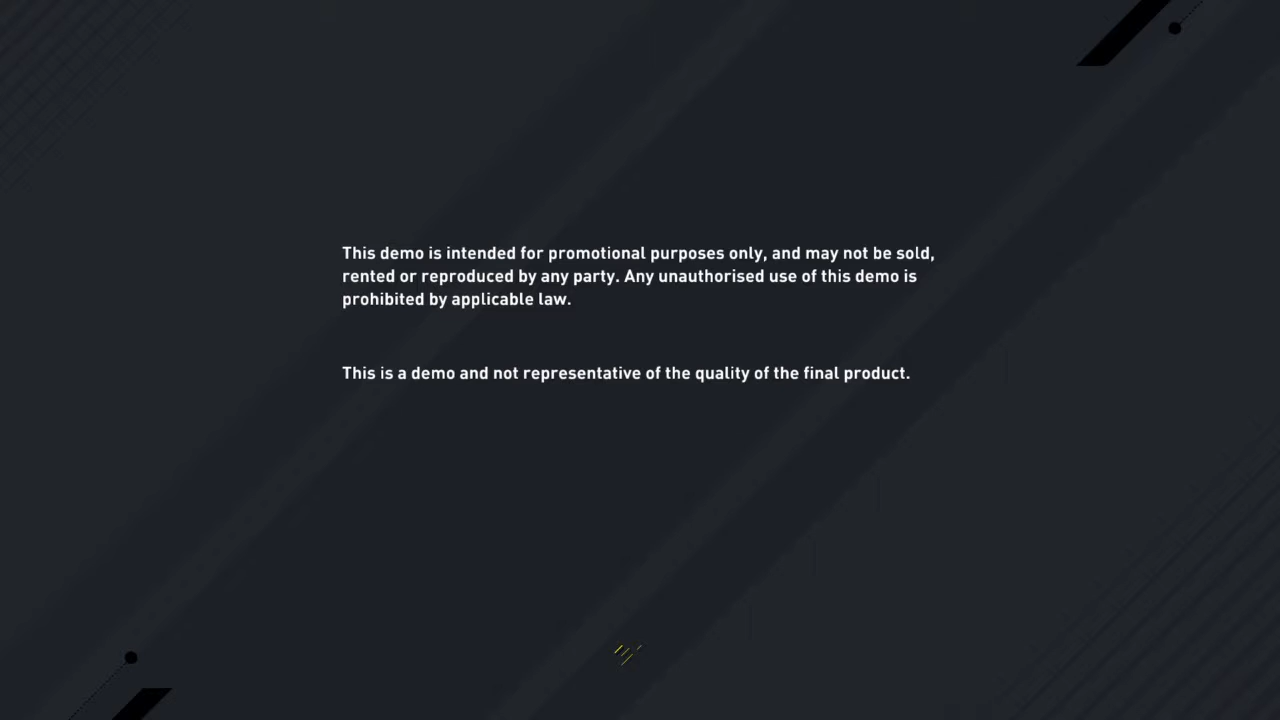 This demo is intended for promotional purposes only, and may not be sold,
rented or reproduced by any party. Any unauthorised use of this demo is
prohibited by applicable law.
This is a demo and not representative of the quality of the final product.